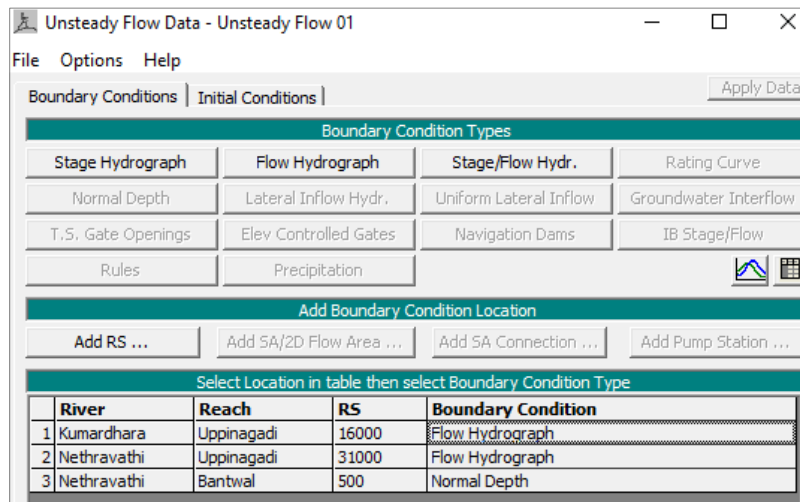 Unsteady Flow Data - Unsteady Flow 01
File Options Help
Boundary Conditions Initial Conditions Apply Data
Boundary Condition Types
Stage Hydrograph Flow Hydrograph Stage/Flow Hydr. Rating Curve
Normal Depth Lateral Inflow Hydr. Uniform Lateral Inflow Groundwater Interflow
T.S. Gate Openings Elev Controlled Gates Navigation Dams IB Stage/Flow
Rules Precipitation
Add Boundary Condition Location
Add RS ... Add SA/2D Flow Area ... Add SA Connection ... Add Pump Station ...
Select Location in table then select Boundary Condition Type
River Reach RS Boundary Condition
1 Kumardhara Uppinagadi 16000 Flow Hydrograph
2 Nethravathi Uppinagadi 31000 Flow Hydrograph
3 Nethravathi Bantwal 500 Normal Depth